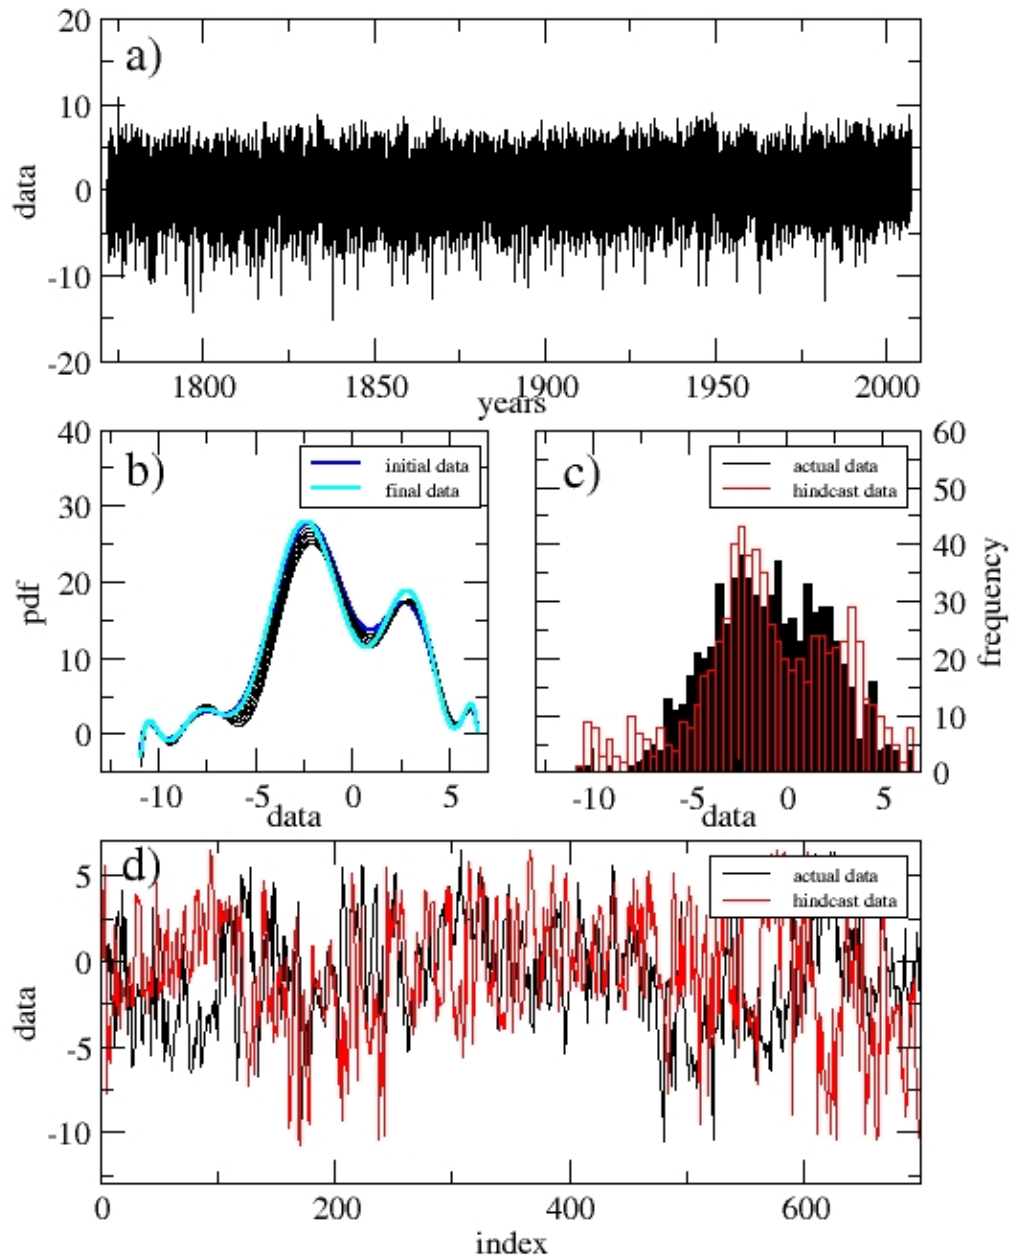 20
a)
10
data
0
-10
-20
1800 1850 1900 1950 2000
years
40
b)
initial data
final data
30
pdf
20
10
0
-10 -5 0 5
data
c)
actual data
hindcast data
60
50
40
frequency
30
20
10
0
-10 -5 0 5
data
d)
5
actual data
hindcast data
0
data
-5
-10
0 200 400 600
index